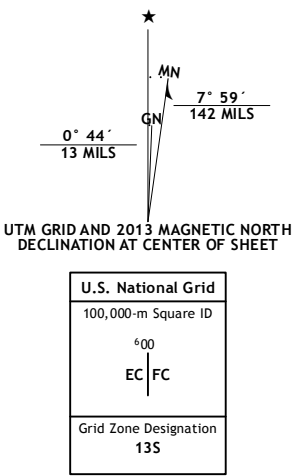 ★
MN
GN
7° 59´
142 MILS
0° 44´
13 MILS
UTM GRID AND 2013 MAGNETIC NORTH
DECLINATION AT CENTER OF SHEET
U.S. National Grid
100,000-m Square ID
⁶00
EC FC
Grid Zone Designation
13S